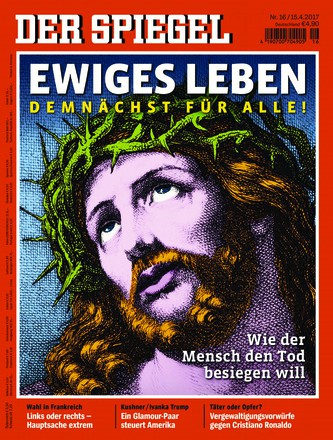 DER SPIEGEL
Nr. 16 / 15.4.2017
Deutschland €4,90
EWIGES LEBEN
DEMNÄCHST FÜR ALLE!
Wie der
Mensch den Tod
besiegen will
Wahl in Frankreich
Links oder rechts –
Hauptsache extrem
Kushner/Ivanka Trump
Ein Glamour-Paar
steuert Amerika
Täter oder Opfer?
Vergewaltigungsvorwürfe
gegen Cristiano Ronaldo